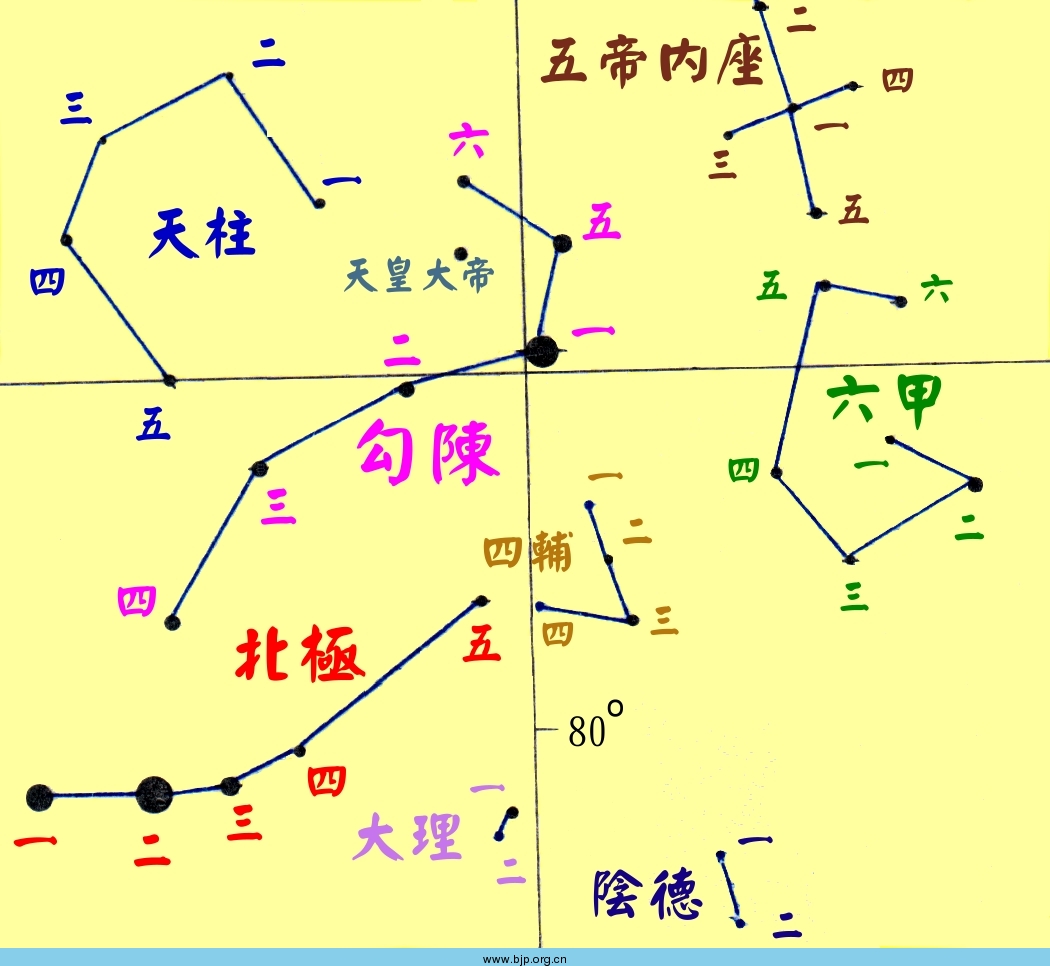 二
五帝内座
四
一
三
五
二
三
一
天柱
四
五
六
五
天皇大帝
一
二
勾陳
三
四
五
六
六甲
一
四
二
三
一
二
四輔
三
四
北極
五
四
三
二
一
80°
一
大理
二
一
陰德
二
www.bjp.org.cn